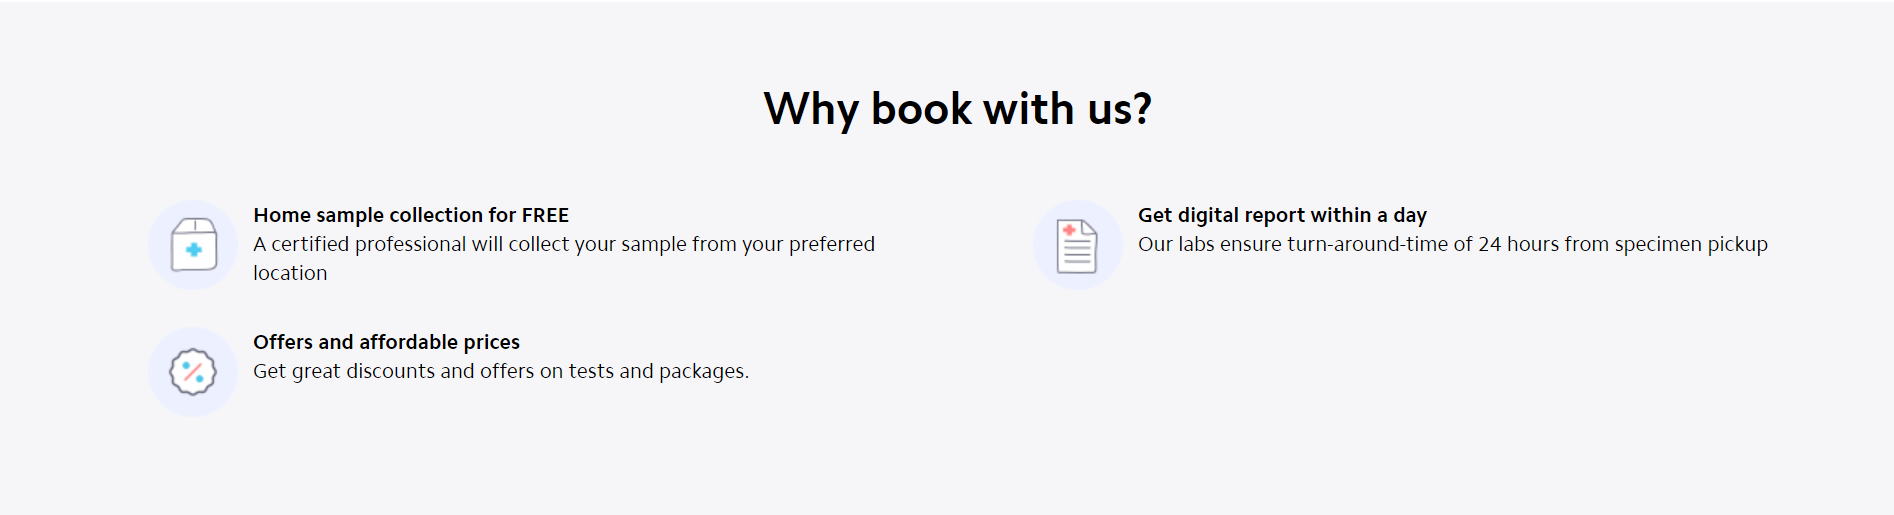 Why book with us?
Home sample collection for FREE
A certified professional will collect your sample from your preferred
location
Get digital report within a day
Our labs ensure turn-around-time of 24 hours from specimen pickup
Offers and affordable prices
Get great discounts and offers on tests and packages.